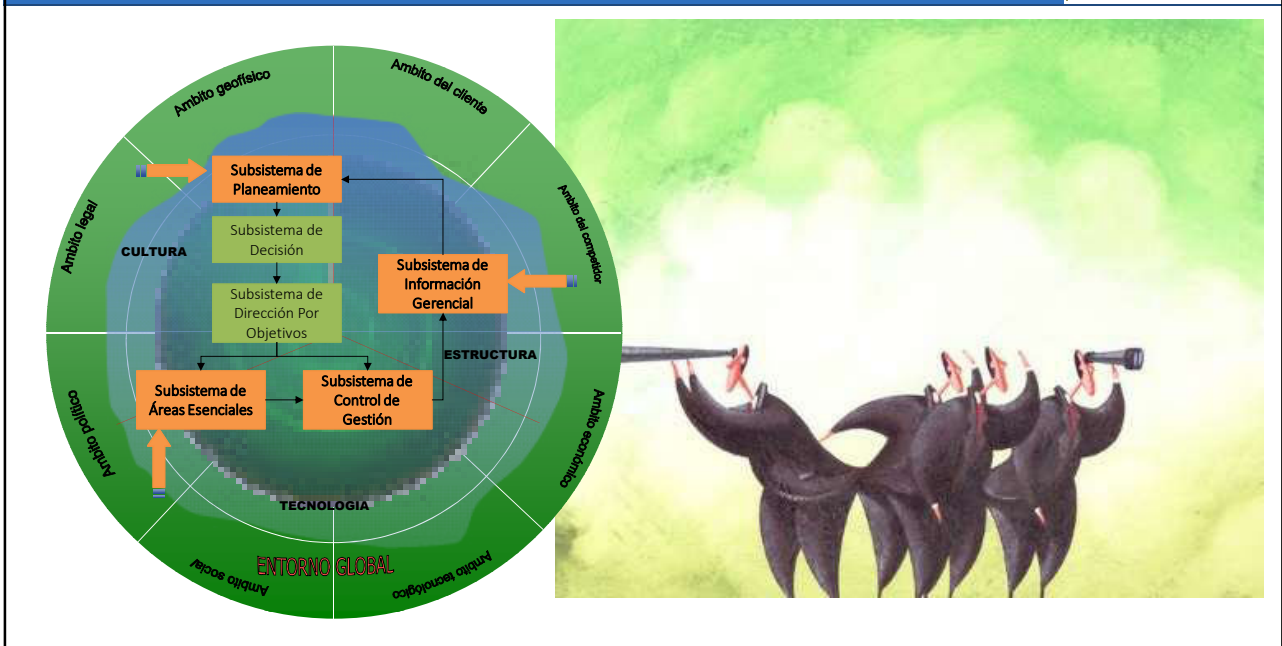 Ambito geofísico
Ambito del cliente
Ambito legal
Ambito del competidor
Subsistema de
Planeamiento
CULTURA
Subsistema de
Decisión
Subsistema de
Información
Gerencial
Subsistema de
Dirección Por
Objetivos
ESTRUCTURA
Subsistema de
Áreas Esenciales
Subsistema de
Control de
Gestión
Ambito político
Ambito económico
TECNOLOGIA
ENTORNO GLOBAL
Ambito social
Ambito tecnológico